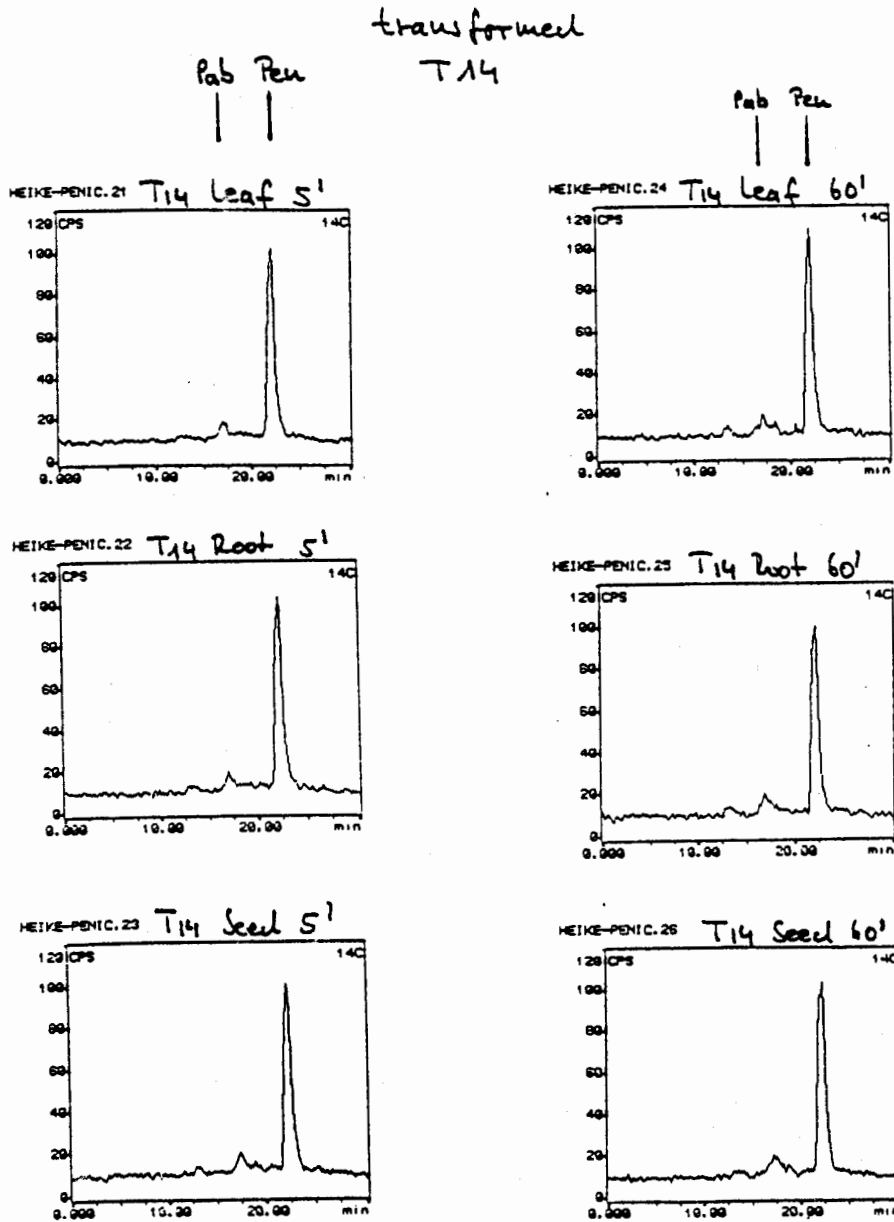 transformed
T14
Pab Pen
Pab Pen
HEIKE-PENIC.21 T14 Leaf 5'
120 CPS 14C
100
80
60
40
20
0
0.000 10.00 20.00 min
HEIKE-PENIC.24 T14 Leaf 60'
120 CPS 14C
100
80
60
40
20
0
0.000 10.00 20.00 min
HEIKE-PENIC.22 T14 Root 5'
120 CPS 14C
100
80
60
40
20
0
0.000 10.00 20.00 min
HEIKE-PENIC.25 T14 Root 60'
120 CPS 14C
100
80
60
40
20
0
0.000 10.00 20.00 min
HEIKE-PENIC.23 T14 Seed 5'
120 CPS 14C
100
80
60
40
20
0
0.000 10.00 20.00 min
HEIKE-PENIC.26 T14 Seed 60'
120 CPS 14C
100
80
60
40
20
0
0.000 10.00 20.00 min